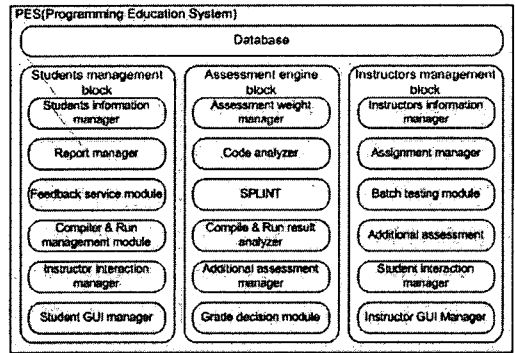 PES(Programming Education System)
Database
Students management
block
Students information
manager
Report manager
Feedback service module
Compiler & Run
management module
Instructor interaction
manager
Student GUI manager
Assessment engine
block
Assessment weight
manager
Code analyzer
SPLINT
Compile & Run result
analyzer
Additional assessment
manager
Grade decision module
Instructors management
block
Instructors information
manager
Assignment manager
Batch testing module
Additional assessment
Student interaction
manager
Instructor GUI Manager